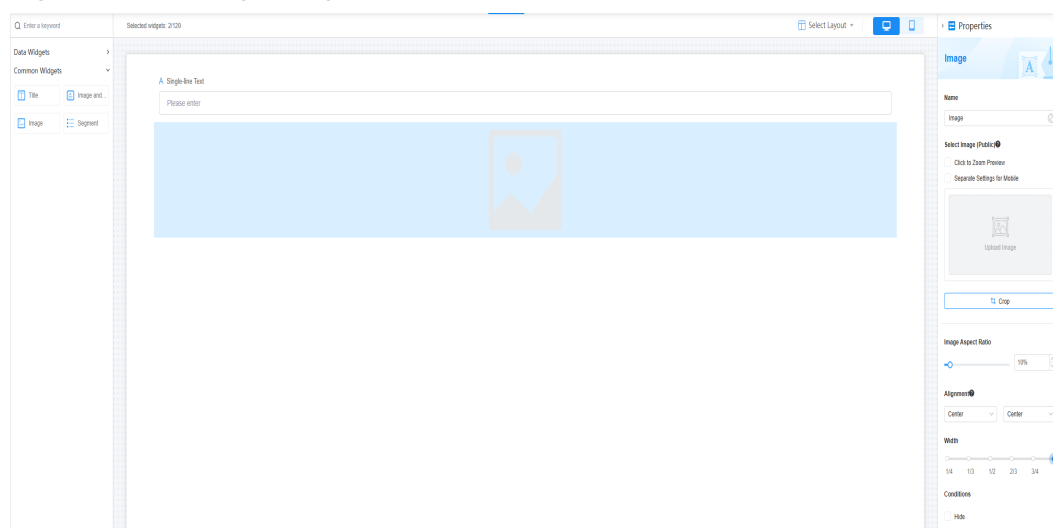 Enter a keyword
Selected widgets: 2/120
Select Layout
Properties
Data Widgets
Common Widgets
Title
Image and...
Image
Segment
A Single-line Text
Please enter
Image
A
Name
Image
Select Image (Public)
Click to Zoom Preview
Separate Settings for Mobile
Upload Image
Crop
Image Aspect Ratio
10%
Alignment
Center
Center
Width
1/4 1/3 1/2 2/3 3/4
Conditions
Hide